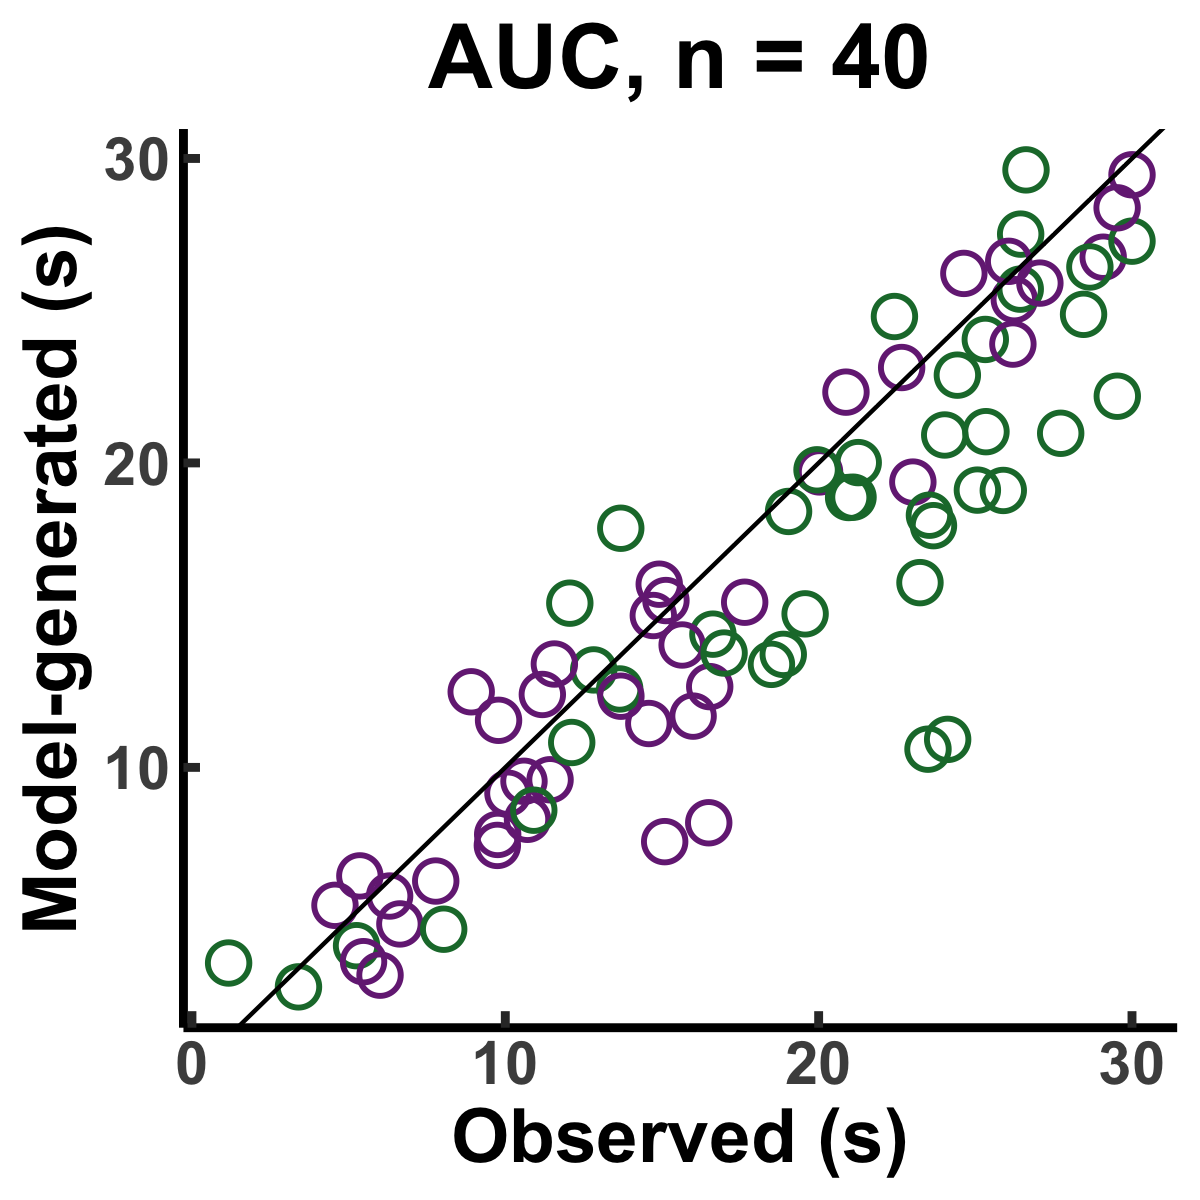 AUC, n = 40
Model-generated (s)
30
20
10
0 10 20 30
Observed (s)